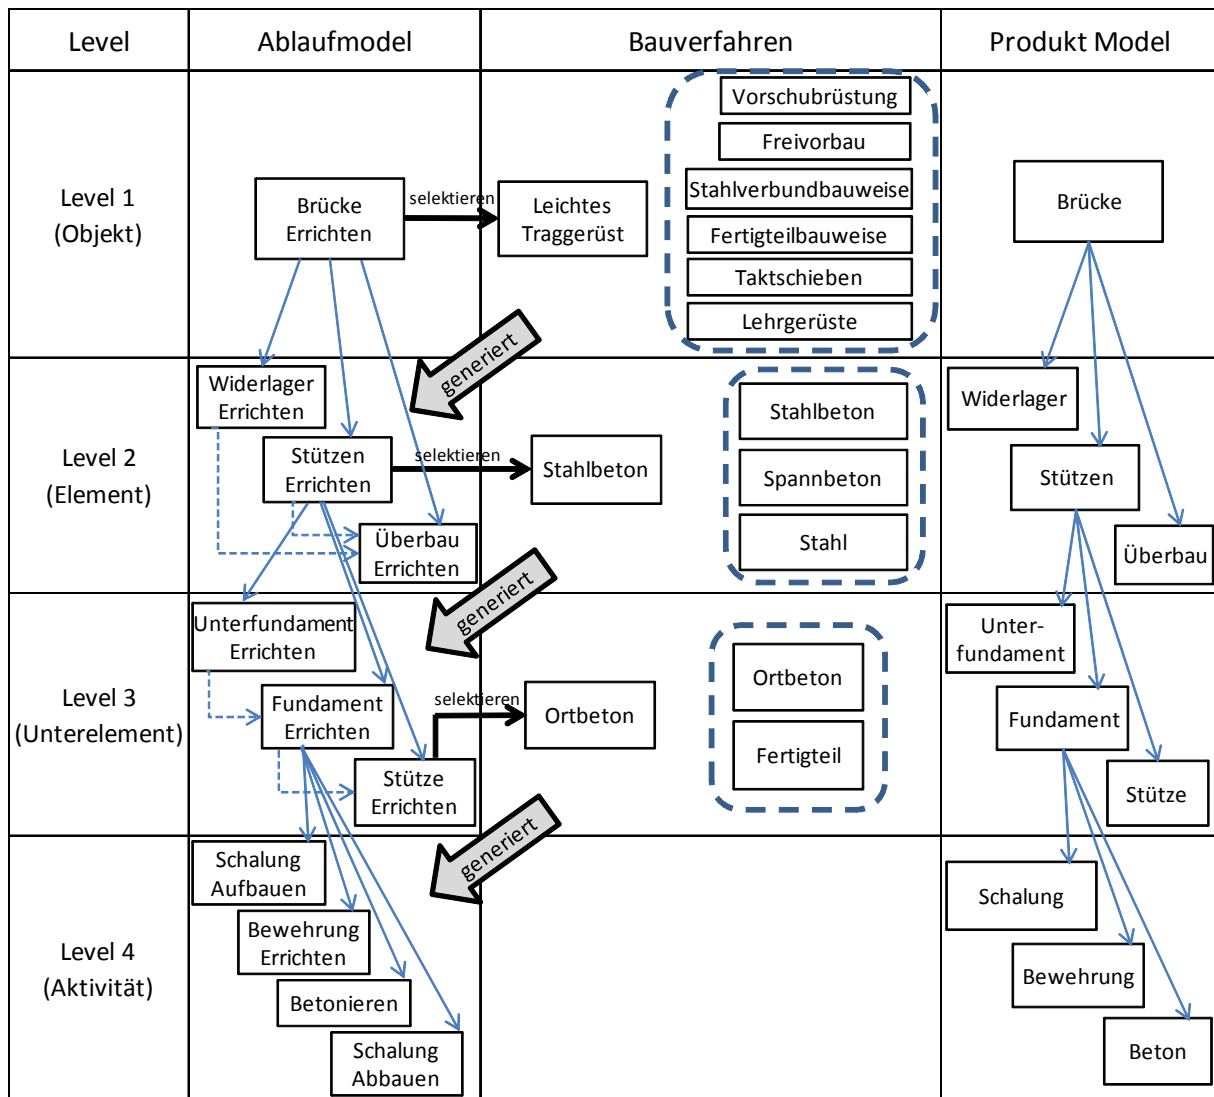 Level
Ablaufmodel
Bauverfahren
Produkt Model
Level 1
(Objekt)
Brücke
Errichten
selektieren
Leichtes
Traggerüst
Vorschubrüstung
Freivorbau
Stahlverbundbauweise
Fertigteilbauweise
Taktschieben
Lehrgerüste
Brücke
generiert
Level 2
(Element)
Widerlager
Errichten
Stützen
Errichten
selektieren
Überbau
Errichten
Stahlbeton
Stahlbeton
Spannbeton
Stahl
Widerlager
Stützen
Überbau
generiert
Level 3
(Unterelement)
Unterfundament
Errichten
Fundament
Errichten
selektieren
Stütze
Errichten
Ortbeton
Ortbeton
Fertigteil
Unter-
fundament
Fundament
Stütze
generiert
Level 4
(Aktivität)
Schalung
Aufbauen
Bewehrung
Errichten
Betonieren
Schalung
Abbauen
Schalung
Bewehrung
Beton